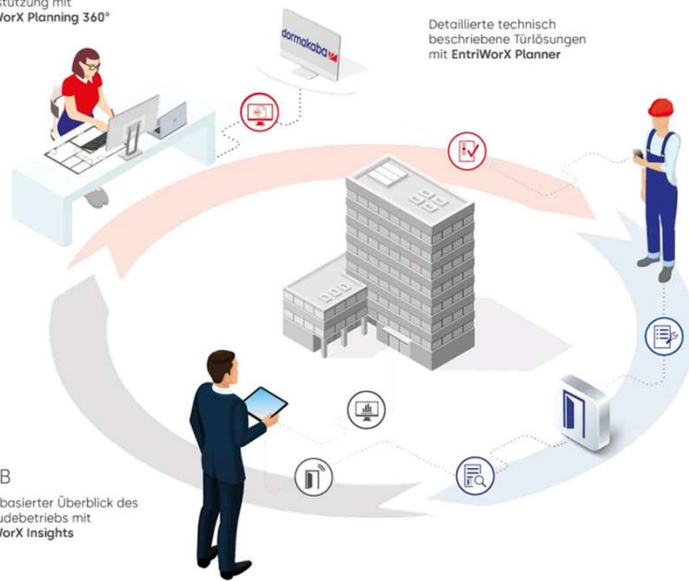 stützung mit
WorX Planning 360°
dormakaba
Detaillierte technisch
beschriebene Türlösungen
mit EntriWorX Planner
B
basierter Überblick des
udebetriebs mit
WorX Insights